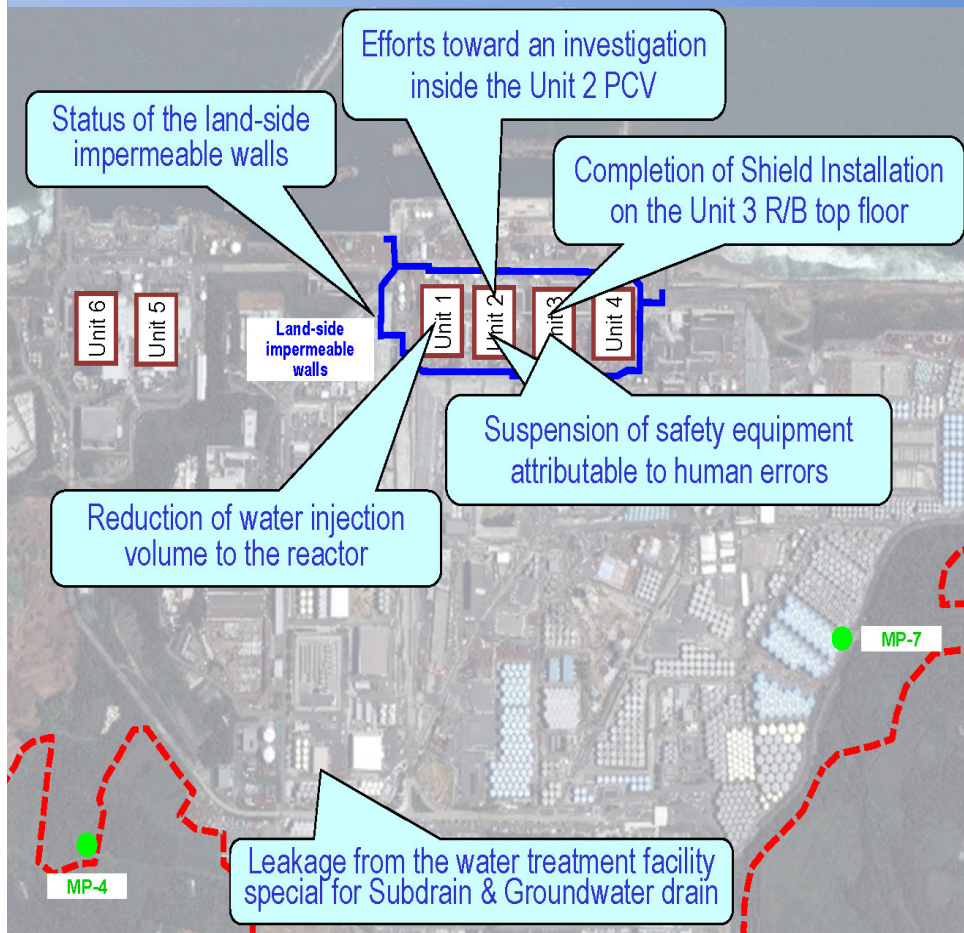 Efforts toward an investigation
inside the Unit 2 PCV
Status of the land-side
impermeable walls
Completion of Shield Installation
on the Unit 3 R/B top floor
Unit 6
Unit 5
Land-side
impermeable
walls
Unit 1
Unit 2
Unit 3
Unit 4
Suspension of safety equipment
attributable to human errors
Reduction of water injection
volume to the reactor
MP-7
Leakage from the water treatment facility
special for Subdrain & Groundwater drain
MP-4